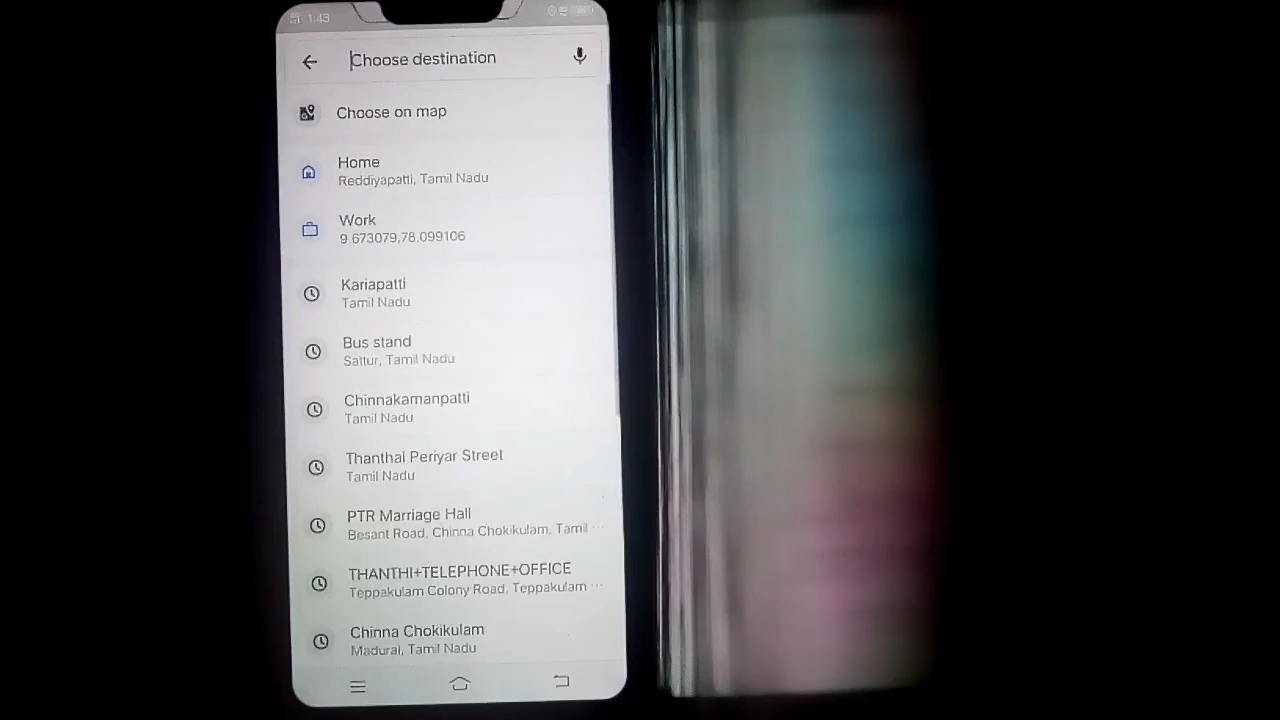 1:43
Choose destination
Choose on map
Home
Reddiyapatti, Tamil Nadu
Work
9.673079,78.099106
Kariapatti
Tamil Nadu
Bus stand
Sattur, Tamil Nadu
Chinnakamanpatti
Tamil Nadu
Thanthai Periyar Street
Tamil Nadu
PTR Marriage Hall
Besant Road, Chinna Chokikulam, Tamil ...
THANTHI+TELEPHONE+OFFICE
Teppakulam Colony Road, Teppakulam ...
Chinna Chokikulam
Madurai, Tamil Nadu